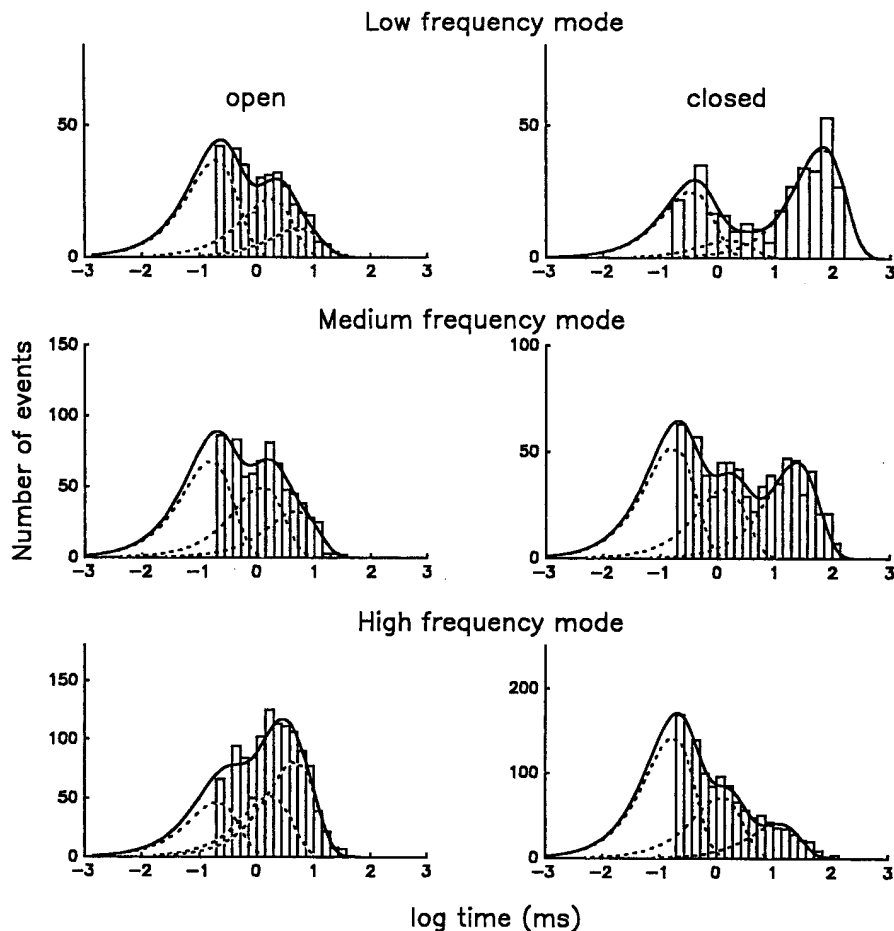 Low frequency mode
open
closed
50
0
-3 -2 -1 0 1 2 3
50
0
-3 -2 -1 0 1 2 3
Medium frequency mode
Number of events
150
100
50
0
-3 -2 -1 0 1 2 3
100
50
0
-3 -2 -1 0 1 2 3
High frequency mode
150
100
50
0
-3 -2 -1 0 1 2 3
200
100
0
-3 -2 -1 0 1 2 3
log time (ms)